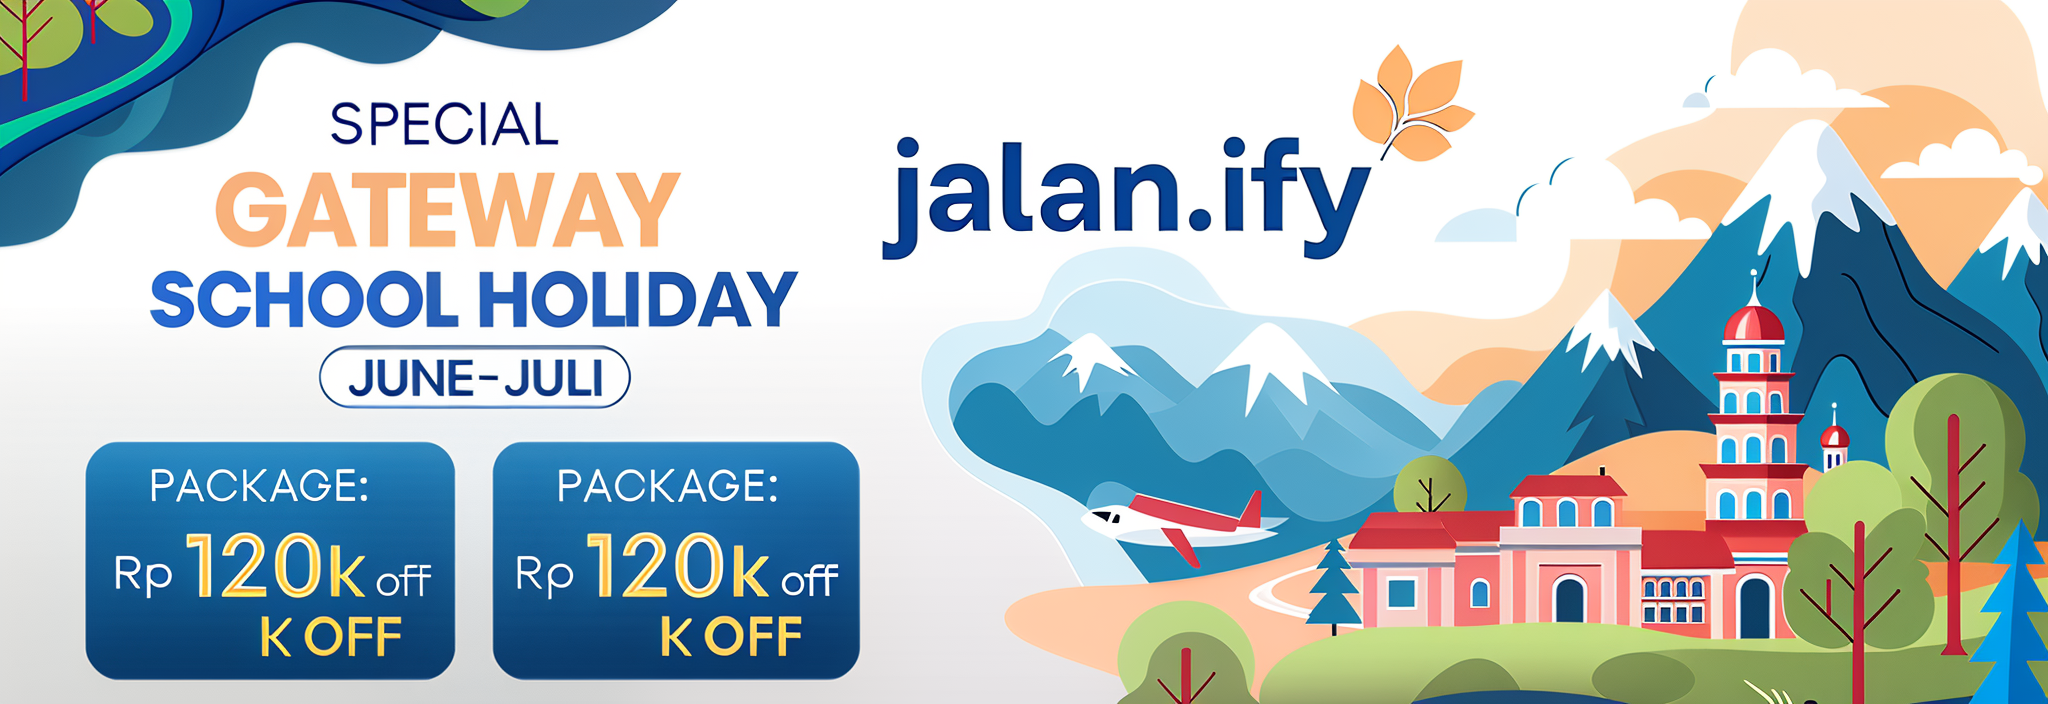 SPECIAL
GATEWAY
SCHOOL HOLIDAY
JUNE-JULI
PACKAGE:
Rp 120k off
K OFF
PACKAGE:
Rp 120k off
K OFF
jalan.ify